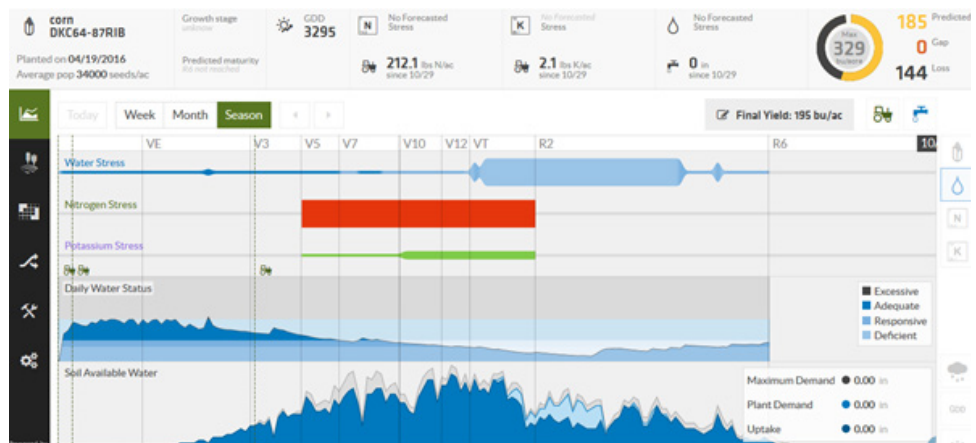 corn
DKC64-87RIB
Planted on 04/19/2016
Average pop 34000 seeds/ac
Growth stage
unknow
Predicted maturity
R6 not reached
GDD
3295
N
No Forecasted
Stress
212.1 lbs N/ac
since 10/29
K
No Forecasted
Stress
2.1 lbs K/ac
since 10/29
No Forecasted
Stress
0 in
since 10/29
Max
329
bu/acre
185 Predicted
0 Gap
144 Loss
Today
Week
Month
Season
Final Yield: 195 bu/ac
VE
V3
V5
V7
V10
V12
VT
R2
R6
10/
Water Stress
Nitrogen Stress
Potassium Stress
N
K
Daily Water Status
Excessive
Adequate
Responsive
Deficient
Soil Available Water
Maximum Demand 0.00 in
Plant Demand 0.00 in
Uptake 0.00 in
GDD